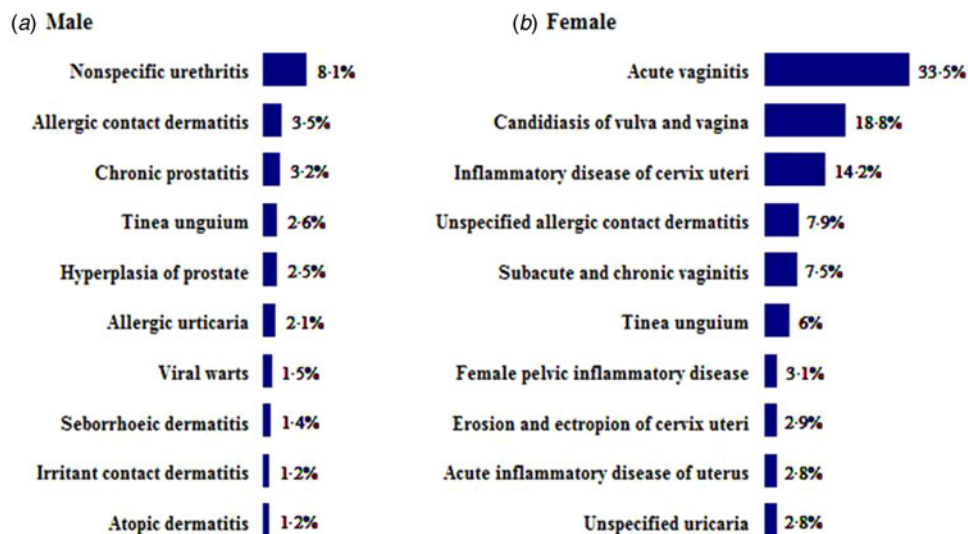 (a) Male
Nonspecific urethritis 8·1%
Allergic contact dermatitis 3·5%
Chronic prostatitis 3·2%
Tinea unguium 2·6%
Hyperplasia of prostate 2·5%
Allergic urticaria 2·1%
Viral warts 1·5%
Seborrhoeic dermatitis 1·4%
Irritant contact dermatitis 1·2%
Atopic dermatitis 1·2%
(b) Female
Acute vaginitis 33·5%
Candidiasis of vulva and vagina 18·8%
Inflammatory disease of cervix uteri 14·2%
Unspecified allergic contact dermatitis 7·9%
Subacute and chronic vaginitis 7·5%
Tinea unguium 6%
Female pelvic inflammatory disease 3·1%
Erosion and ectropion of cervix uteri 2·9%
Acute inflammatory disease of uterus 2·8%
Unspecified uricaria 2·8%